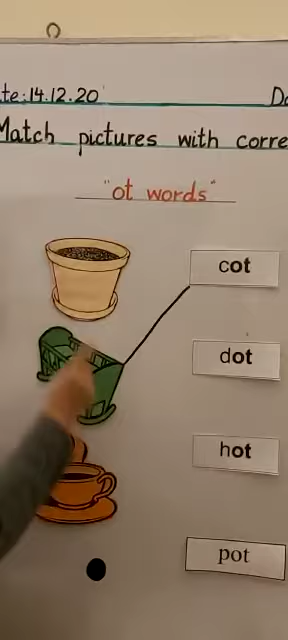 te:14.12.20 D
Match pictures with corre
"ot words"
cot
dot
hot
pot